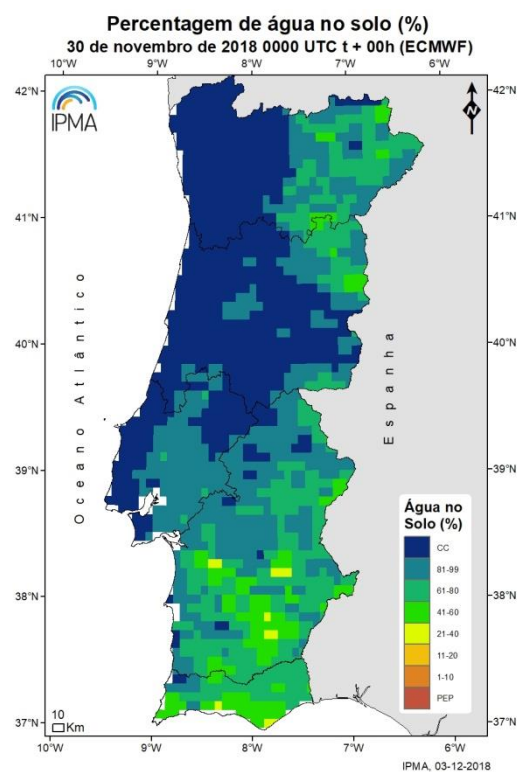 Percentagem de água no solo (%)
30 de novembro de 2018 0000 UTC t + 00h (ECMWF)
10°W 9°W 8°W 7°W 6°W
42°N 42°N
IPMA
N
41°N 41°N
40°N 40°N
Oceano Atlântico
Espanha
39°N 39°N
Água no
Solo (%)
CC
81-99
61-80
41-60
21-40
11-20
1-10
PEP
38°N 38°N
37°N 37°N
10
Km
10°W 9°W 8°W 7°W 6°W
IPMA, 03-12-2018